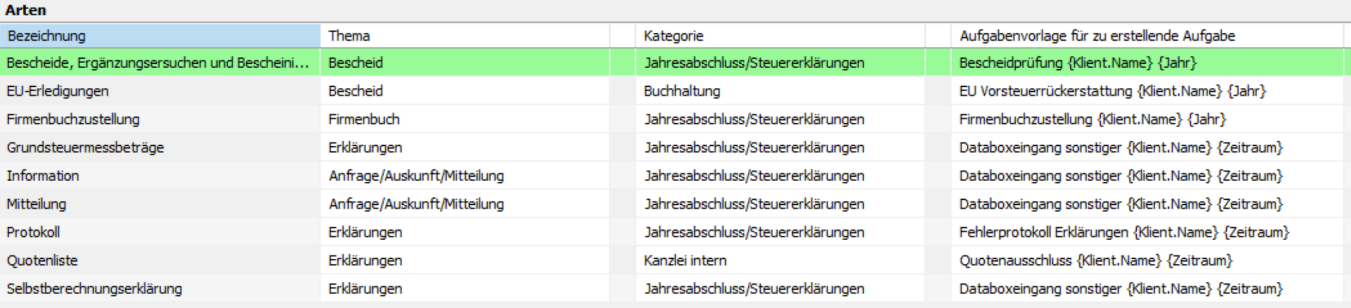 Arten
Bezeichnung Thema Kategorie Aufgabenvorlage für zu erstellende Aufgabe
Bescheide, Ergänzungsersuchen und Bescheini... Bescheid Jahresabschluss/Steuererklärungen Bescheidprüfung {Klient.Name} {Jahr}
EU-Erledigungen Bescheid Buchhaltung EU Vorsteuerrückerstattung {Klient.Name} {Jahr}
Firmenbuchzustellung Firmenbuch Jahresabschluss/Steuererklärungen Firmenbuchzustellung {Klient.Name} {Jahr}
Grundsteuermessbeträge Erklärungen Jahresabschluss/Steuererklärungen Databoxeingang sonstiger {Klient.Name} {Zeitraum}
Information Anfrage/Auskunft/Mitteilung Jahresabschluss/Steuererklärungen Databoxeingang sonstiger {Klient.Name} {Zeitraum}
Mitteilung Anfrage/Auskunft/Mitteilung Jahresabschluss/Steuererklärungen Databoxeingang sonstiger {Klient.Name} {Zeitraum}
Protokoll Erklärungen Jahresabschluss/Steuererklärungen Fehlerprotokoll Erklärungen {Klient.Name} {Zeitraum}
Quotenliste Erklärungen Kanzlei intern Quotenausschluss {Klient.Name} {Zeitraum}
Selbstberechnungserklärung Erklärungen Jahresabschluss/Steuererklärungen Databoxeingang sonstiger {Klient.Name} {Zeitraum}